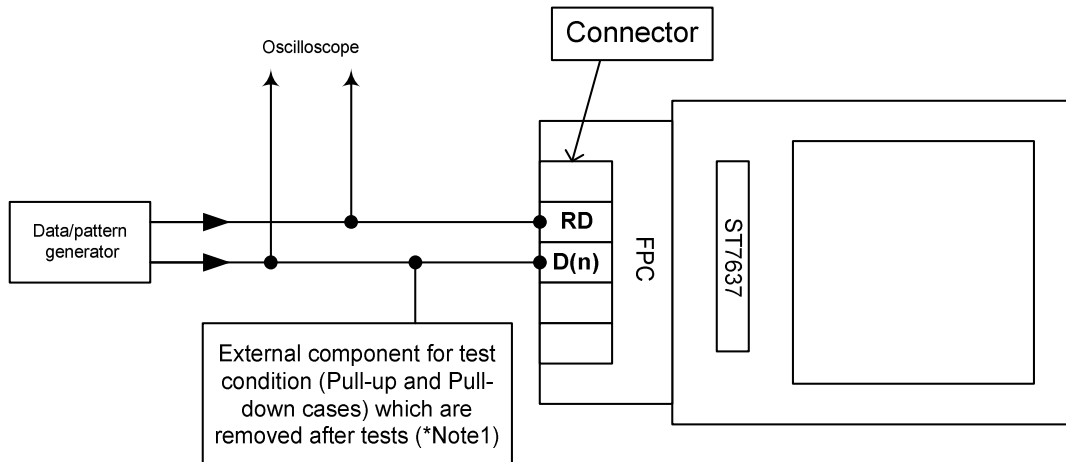 Connector
Oscilloscope
Data/pattern
generator
RD
D(n)
FPC
ST7637
External component for test
condition (Pull-up and Pull-
down cases) which are
removed after tests (*Note1)